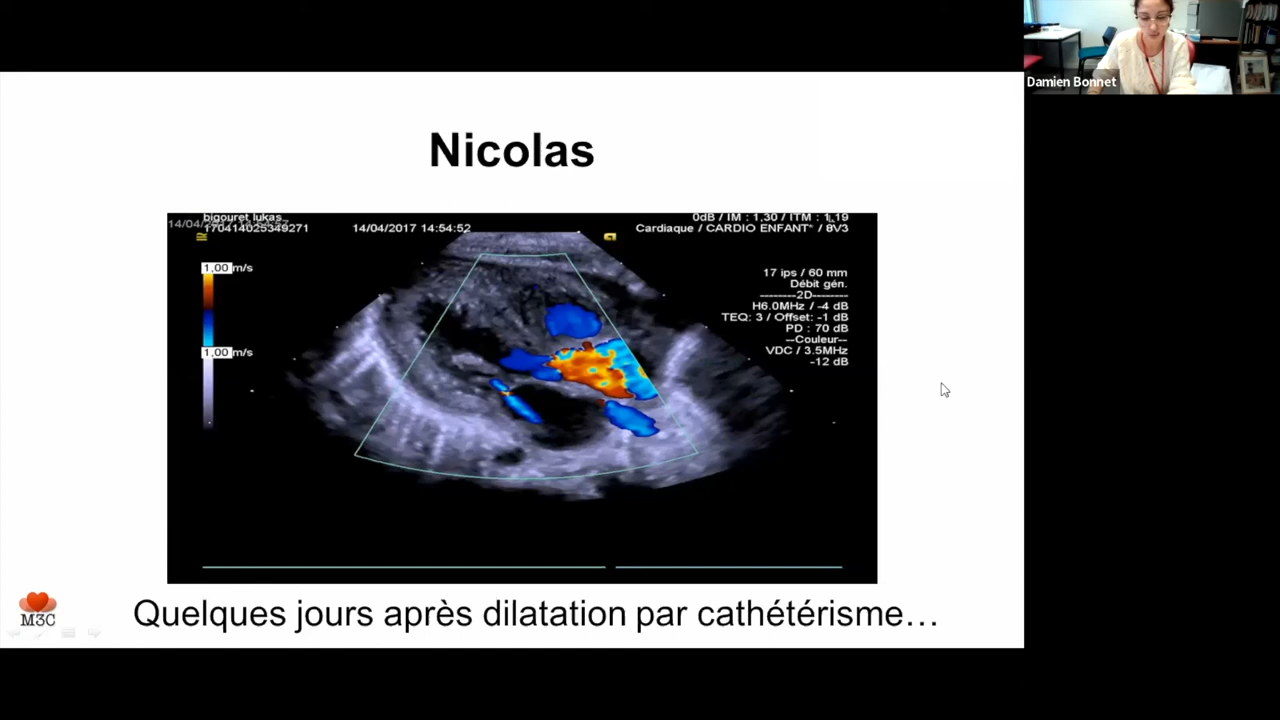 Damien Bonnet
Nicolas
bigouret lukas
170414025349271
14/04/2017 14:54:52
0dB / IM : 1,30 / ITM : 1,19
Cardiaque / CARDIO ENFANT* / 8V3
1,00 m/s
1,00 m/s
17 ips / 60 mm
Débit gén.
--------2D--------
H6.0MHz / -4 dB
TEQ: 3 / Offset: -1 dB
PD : 70 dB
--Couleur--
VDC / 3.5MHz
-12 dB
M3C
Quelques jours après dilatation par cathétérisme...